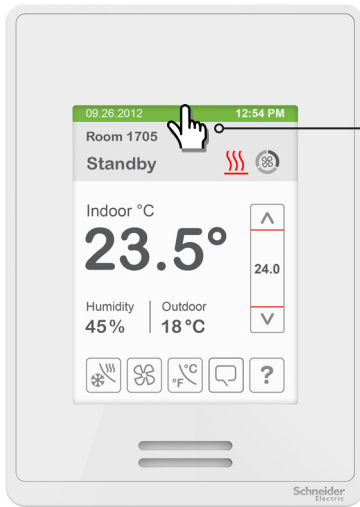 09.26.2012 12:54 PM
Room 1705
Standby
Indoor °C
23.5°
24.0
Humidity Outdoor
45% 18°C
°C
°F
?
Schneider
Electric